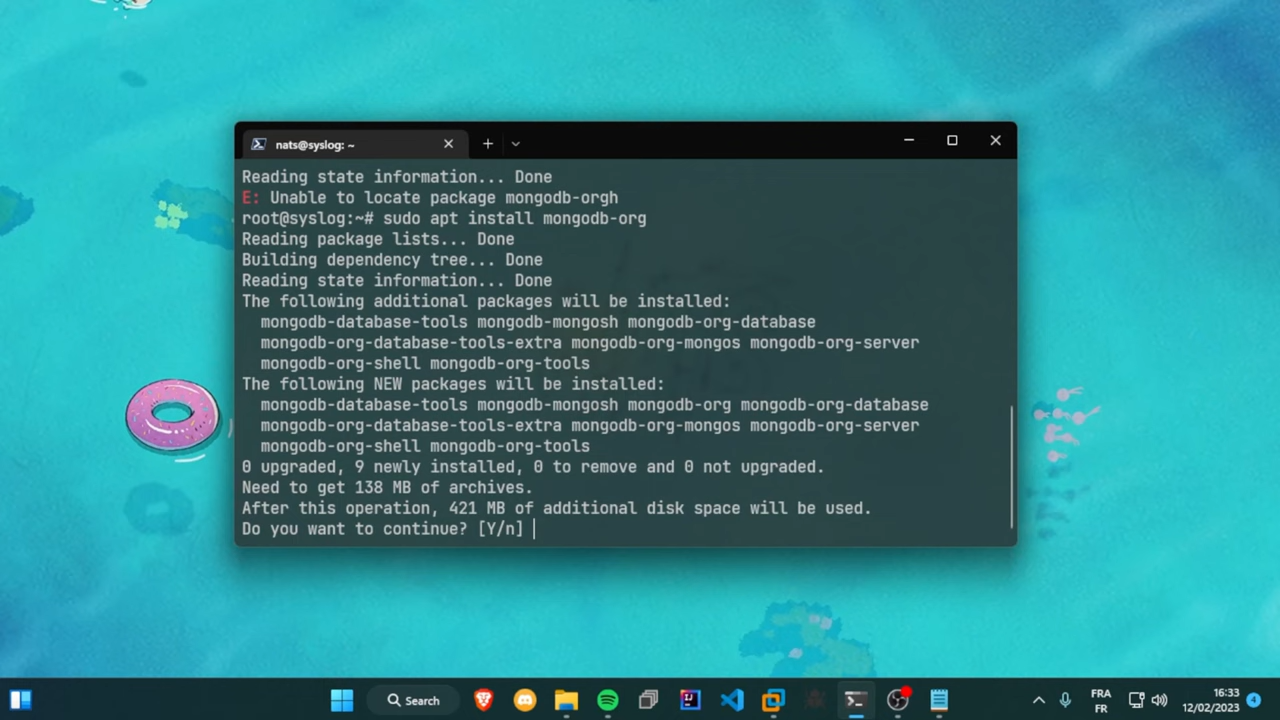 nats@syslog: ~
Reading state information... Done
E: Unable to locate package mongodb-orgh
root@syslog:~# sudo apt install mongodb-org
Reading package lists... Done
Building dependency tree... Done
Reading state information... Done
The following additional packages will be installed:
mongodb-database-tools mongodb-mongosh mongodb-org-database
mongodb-org-database-tools-extra mongodb-org-mongos mongodb-org-server
mongodb-org-shell mongodb-org-tools
The following NEW packages will be installed:
mongodb-database-tools mongodb-mongosh mongodb-org mongodb-org-database
mongodb-org-database-tools-extra mongodb-org-mongos mongodb-org-server
mongodb-org-shell mongodb-org-tools
0 upgraded, 9 newly installed, 0 to remove and 0 not upgraded.
Need to get 138 MB of archives.
After this operation, 421 MB of additional disk space will be used.
Do you want to continue? [Y/n]
Search
FRA
FR
16:33
12/02/2023
4